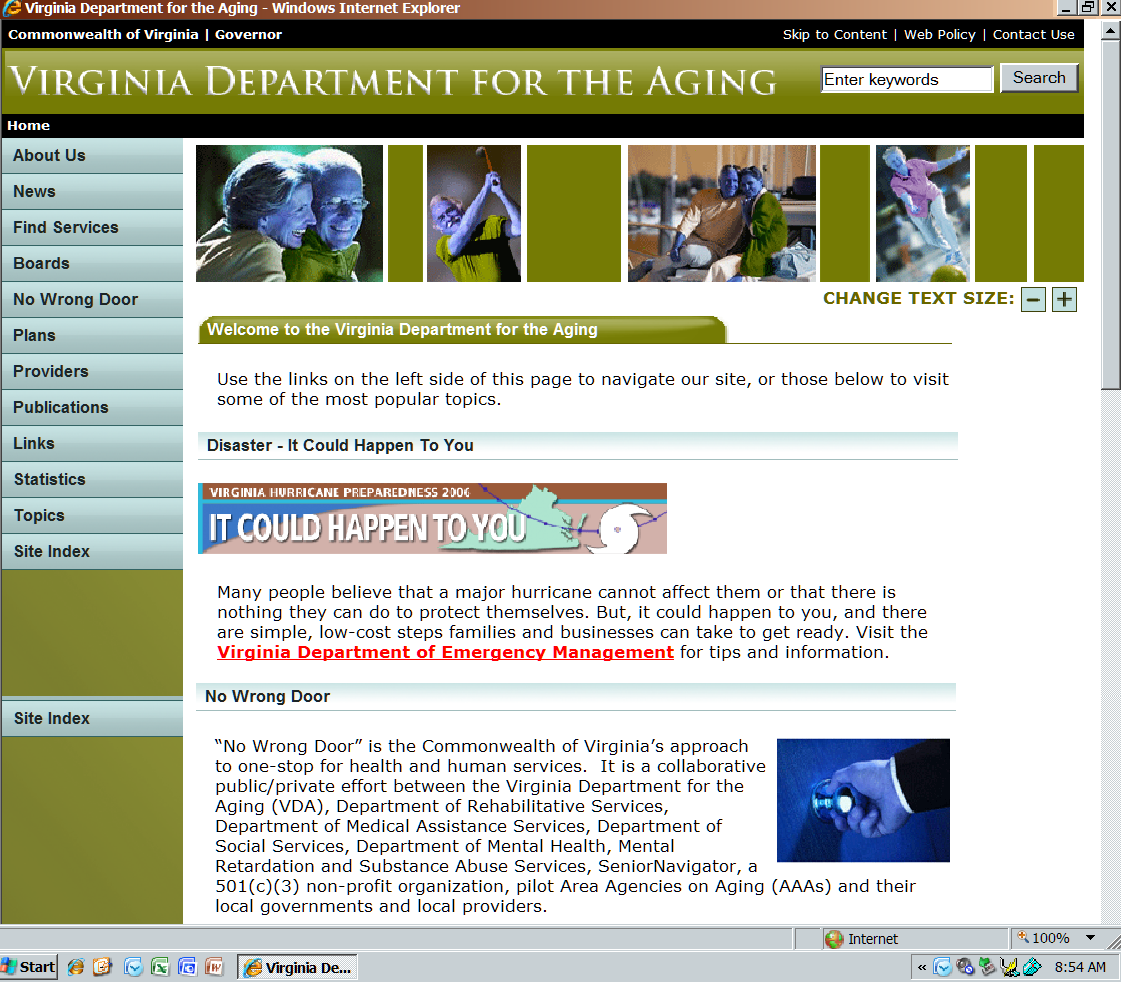 Virginia Department for the Aging - Windows Internet Explorer
Commonwealth of Virginia | Governor
Skip to Content | Web Policy | Contact Use
VIRGINIA DEPARTMENT FOR THE AGING
Enter keywords
Search
Home
About Us
News
Find Services
Boards
No Wrong Door
Plans
Providers
Publications
Links
Statistics
Topics
Site Index
Site Index
CHANGE TEXT SIZE: − +
Welcome to the Virginia Department for the Aging
Use the links on the left side of this page to navigate our site, or those below to visit
some of the most popular topics.
Disaster - It Could Happen To You
VIRGINIA HURRICANE PREPAREDNESS 2006
IT COULD HAPPEN TO YOU
Many people believe that a major hurricane cannot affect them or that there is
nothing they can do to protect themselves. But, it could happen to you, and there
are simple, low-cost steps families and businesses can take to get ready. Visit the
Virginia Department of Emergency Management for tips and information.
No Wrong Door
“No Wrong Door” is the Commonwealth of Virginia’s approach
to one-stop for health and human services.  It is a collaborative
public/private effort between the Virginia Department for the
Aging (VDA), Department of Rehabilitative Services,
Department of Medical Assistance Services, Department of
Social Services, Department of Mental Health, Mental
Retardation and Substance Abuse Services, SeniorNavigator, a
501(c)(3) non-profit organization, pilot Area Agencies on Aging (AAAs) and their
local governments and local providers.
Internet
100%
Start
Virginia De...
«
8:54 AM